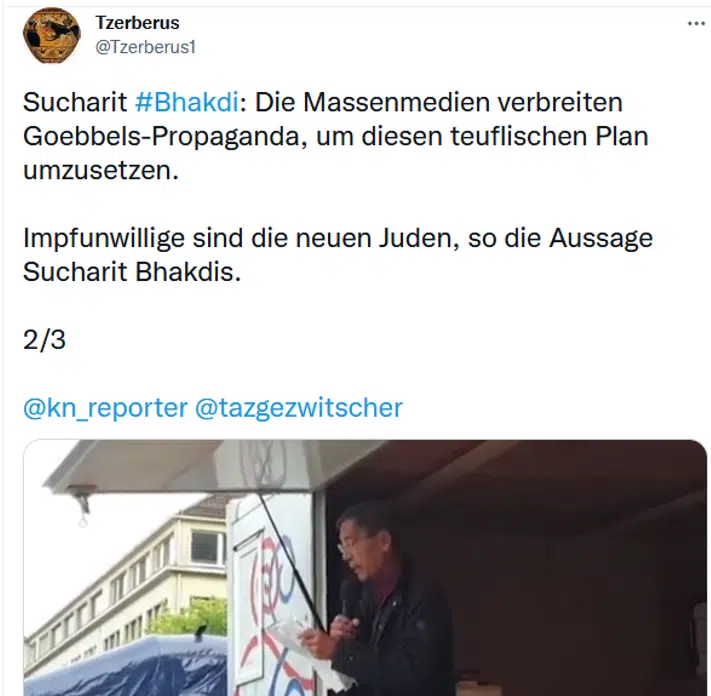 Tzerberus
@Tzerberus1
Sucharit #Bhakdi: Die Massenmedien verbreiten
Goebbels-Propaganda, um diesen teuflischen Plan
umzusetzen.
Impfunwillige sind die neuen Juden, so die Aussage
Sucharit Bhakdis.
2/3
@kn_reporter @tazgezwitscher